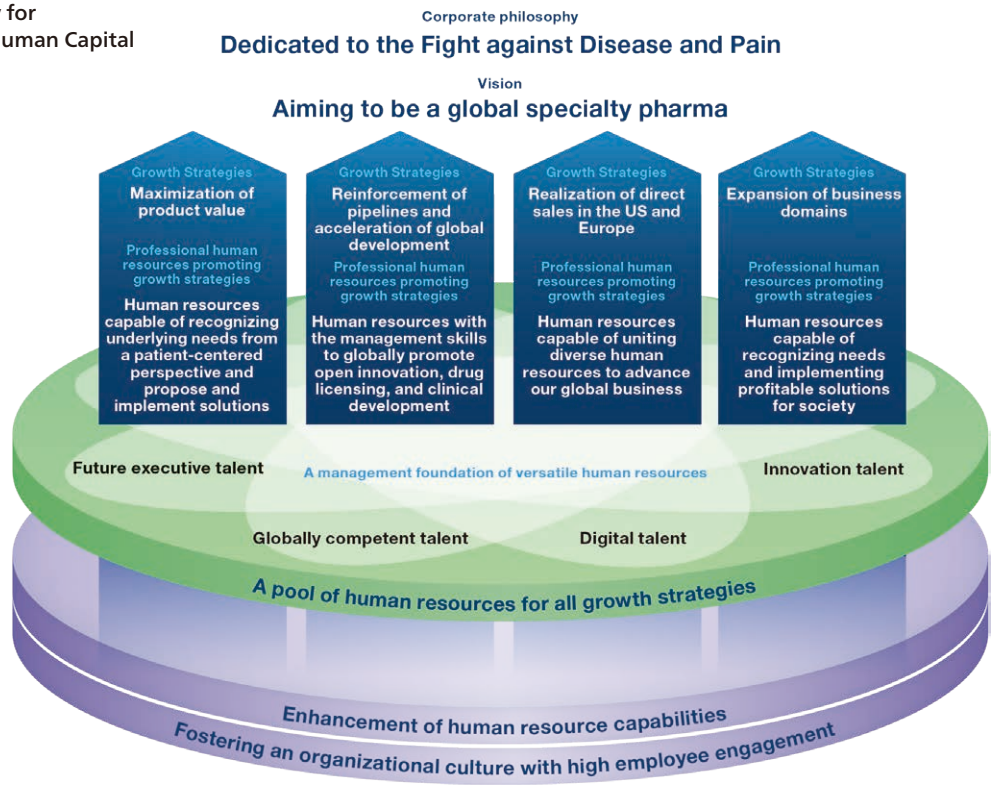 for
uman Capital
Corporate philosophy
Dedicated to the Fight against Disease and Pain
Vision
Aiming to be a global specialty pharma
Growth Strategies
Maximization of
product value
Professional human
resources promoting
growth strategies
Human resources
capable of recognizing
underlying needs from
a patient-centered
perspective and
propose and
implement solutions
Growth Strategies
Reinforcement of
pipelines and
acceleration of global
development
Professional human
resources promoting
growth strategies
Human resources with
the management skills
to globally promote
open innovation, drug
licensing, and clinical
development
Growth Strategies
Realization of direct
sales in the US and
Europe
Professional human
resources promoting
growth strategies
Human resources
capable of uniting
diverse human
resources to advance
our global business
Growth Strategies
Expansion of business
domains
Professional human
resources promoting
growth strategies
Human resources
capable of
recognizing needs
and implementing
profitable solutions
for society
Future executive talent
A management foundation of versatile human resources
Innovation talent
Globally competent talent
Digital talent
A pool of human resources for all growth strategies
Enhancement of human resource capabilities
Fostering an organizational culture with high employee engagement